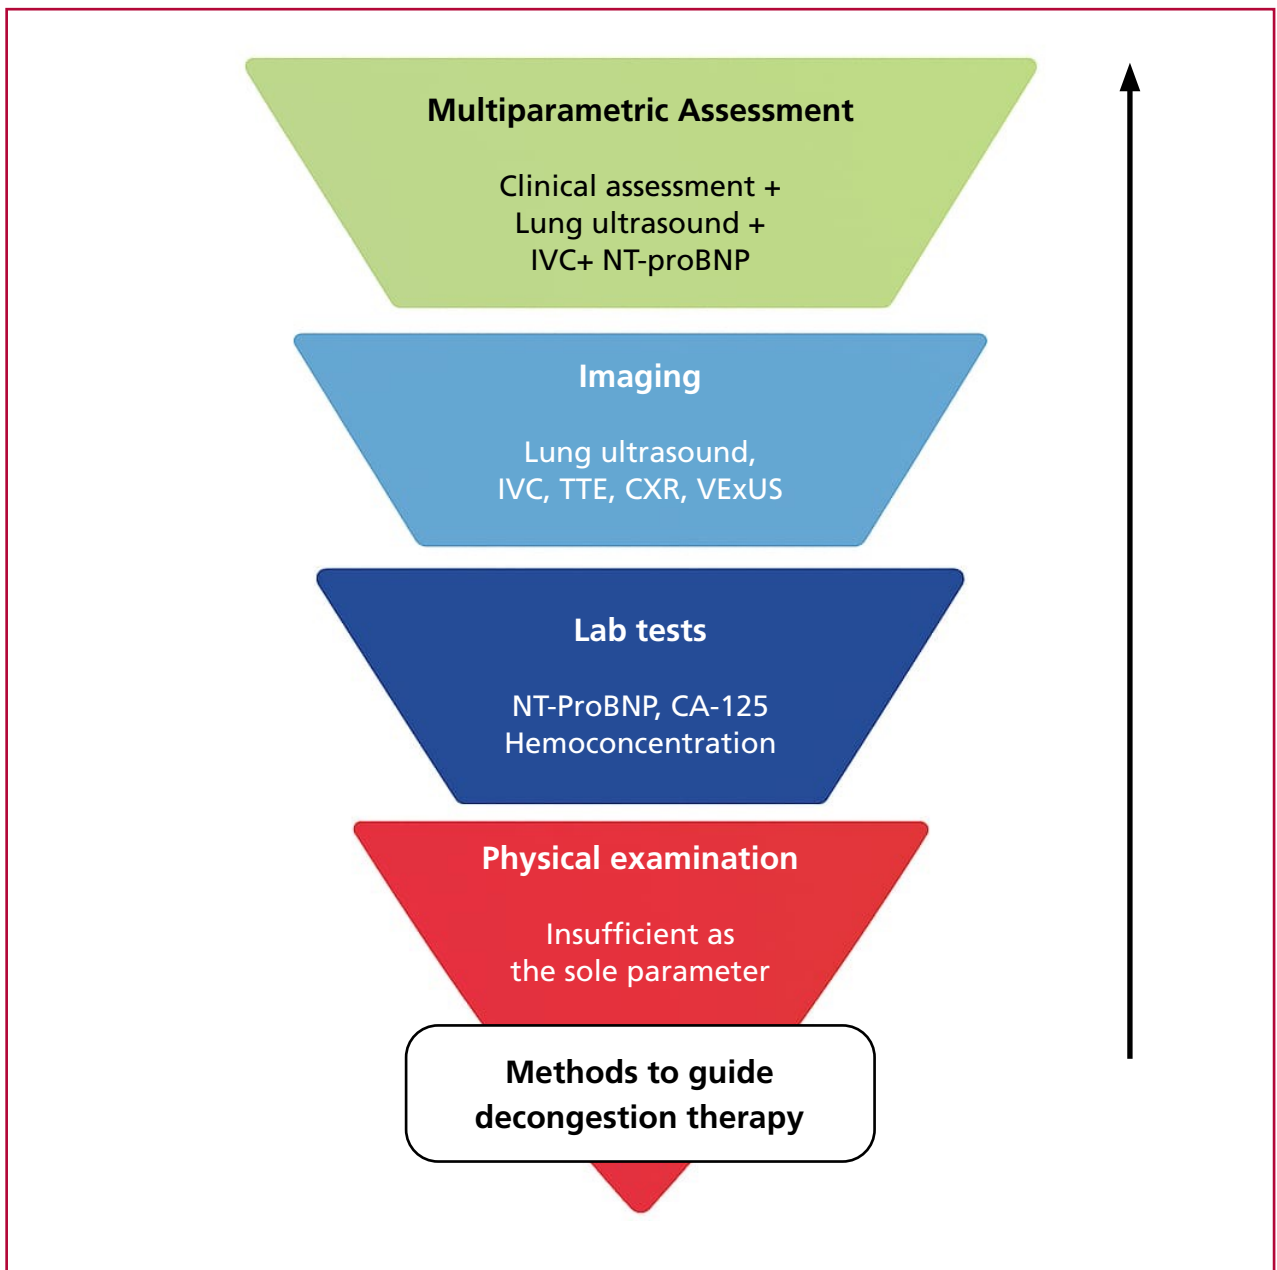 Multiparametric Assessment
Clinical assessment +
Lung ultrasound +
IVC+ NT-proBNP
Imaging
Lung ultrasound,
IVC, TTE, CXR, VExUS
Lab tests
NT-ProBNP, CA-125
Hemoconcentration
Physical examination
Insufficient as
the sole parameter
Methods to guide
decongestion therapy